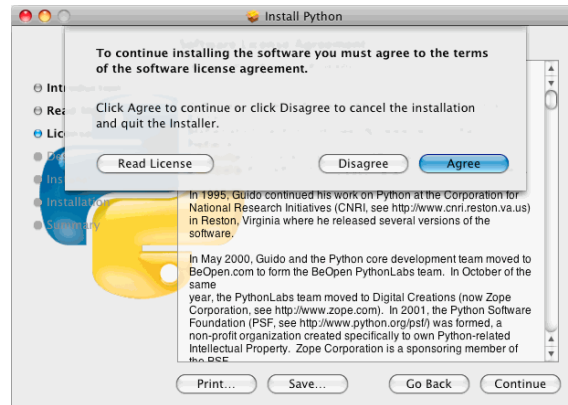 Install Python
To continue installing the software you must agree to the terms
of the software license agreement.
Click Agree to continue or click Disagree to cancel the installation
and quit the Installer.
Read License
Disagree
Agree
Int
Rea
Lic
Ins
Installation
Summary
In 1995, Guido continued his work on Python at the Corporation for
National Research Initiatives (CNRI, see http://www.cnri.reston.va.us)
in Reston, Virginia where he released several versions of the
software.
In May 2000, Guido and the Python core development team moved to
BeOpen.com to form the BeOpen PythonLabs team. In October of the
same
year, the PythonLabs team moved to Digital Creations (now Zope
Corporation, see http://www.zope.com). In 2001, the Python Software
Foundation (PSF, see http://www.python.org/psf/) was formed, a
non-profit organization created specifically to own Python-related
Intellectual Property. Zope Corporation is a sponsoring member of
the PSF.
Print...
Save...
Go Back
Continue